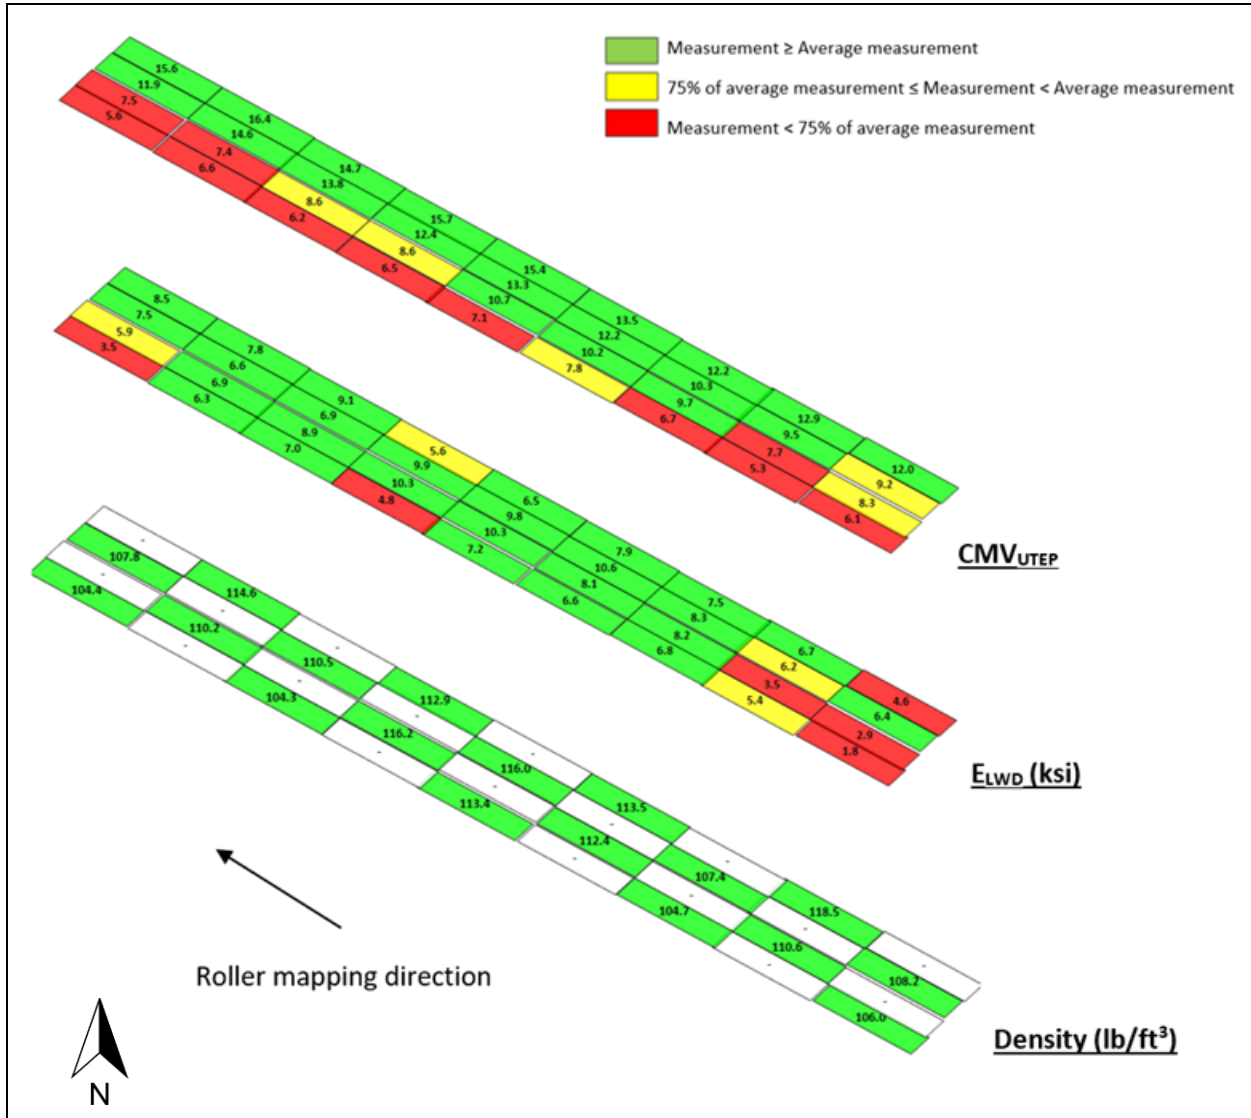 Measurement ≥ Average measurement
75% of average measurement ≤ Measurement < Average measurement
Measurement < 75% of average measurement
15.6 16.4 14.7 15.7 15.4 13.5 12.2 12.9 12.0
11.9 14.6 13.8 12.4 13.3 12.2 10.3 9.5 9.2
7.5 7.4 8.6 8.6 10.7 10.2 9.7 7.7 8.3
5.6 6.6 6.2 6.5 7.1 7.8 6.7 5.3 6.1
CMVUTEP
8.5 7.8 9.1 5.6 6.5 7.9 7.5 6.7 4.6
7.5 6.6 6.9 9.9 9.8 10.6 8.3 6.2 6.4
5.9 6.9 8.9 10.3 10.3 8.1 8.2 3.5 2.9
3.5 6.3 7.0 4.8 7.2 6.6 6.8 5.4 1.8
ELWD (ksi)
- 114.6 - 112.9 - 113.5 - 118.5 -
107.8 - 110.5 - 116.0 - 107.4 - 108.2
- 110.2 - 116.2 - 112.4 - 110.6 -
104.4 - 104.3 - 113.4 - 104.7 - 106.0
Density (lb/ft³)
Roller mapping direction
N